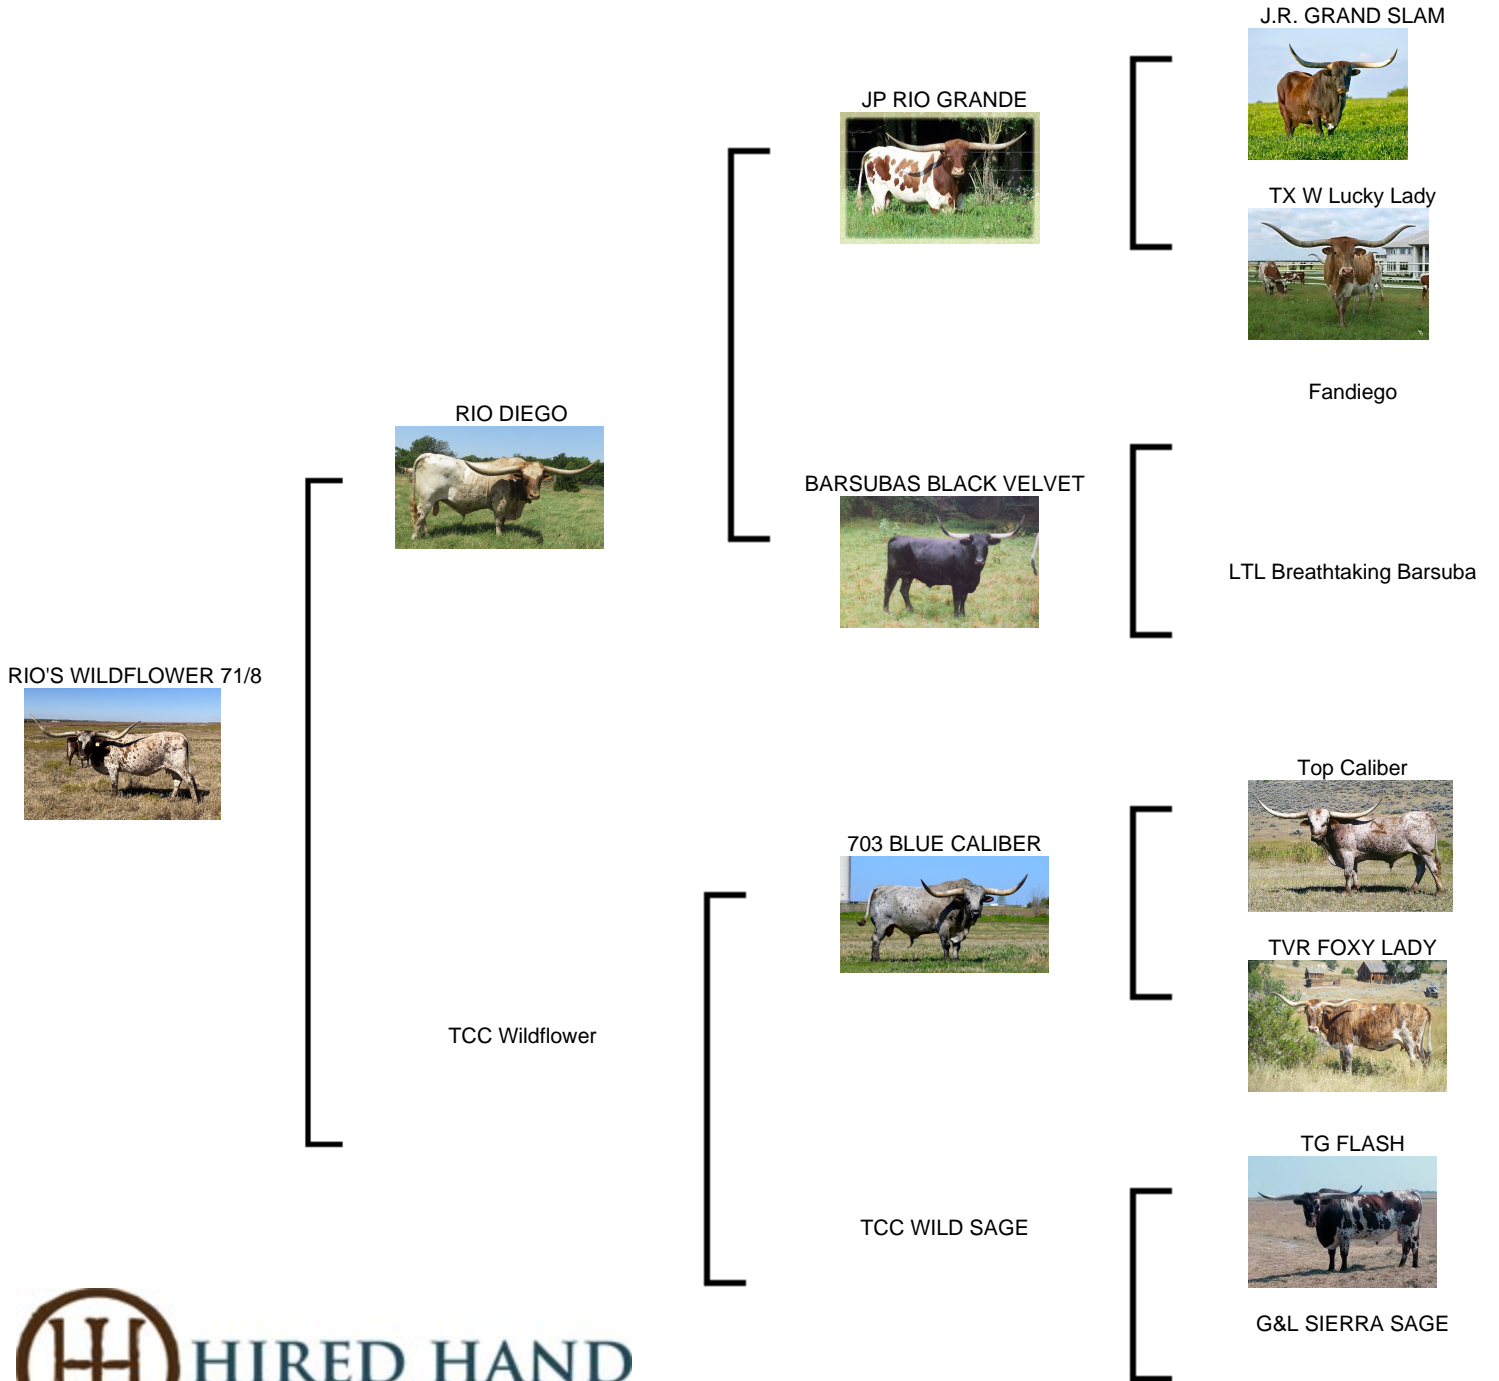 J.R. GRAND SLAM
JP RIO GRANDE
TX W Lucky Lady
Fandiego
RIO DIEGO
BARSUBAS BLACK VELVET
LTL Breathtaking Barsuba
RIO'S WILDFLOWER 71/8
Top Caliber
703 BLUE CALIBER
TVR FOXY LADY
TCC Wildflower
TG FLASH
TCC WILD SAGE
G&L SIERRA SAGE
HIRED HAND